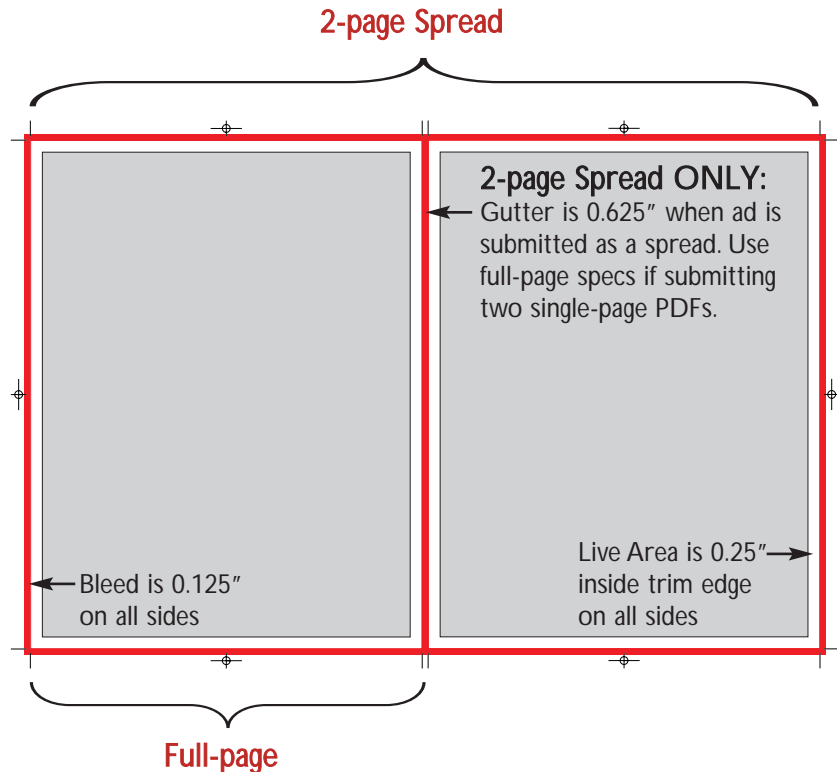 2-page Spread
2-page Spread ONLY:
Gutter is 0.625" when ad is
submitted as a spread. Use
full-page specs if submitting
two single-page PDFs.
Live Area is 0.25"
inside trim edge
on all sides
Bleed is 0.125"
on all sides
Full-page